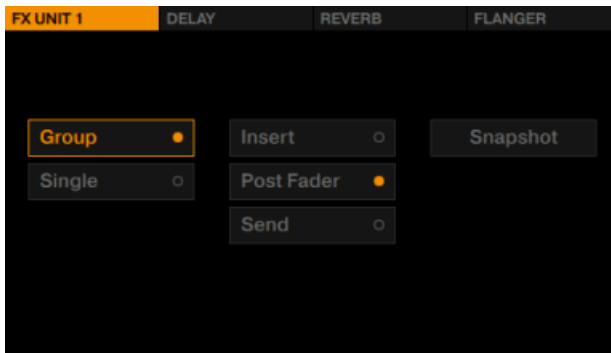 FX UNIT 1 DELAY REVERB FLANGER
Group Insert Snapshot
Single Post Fader
Send